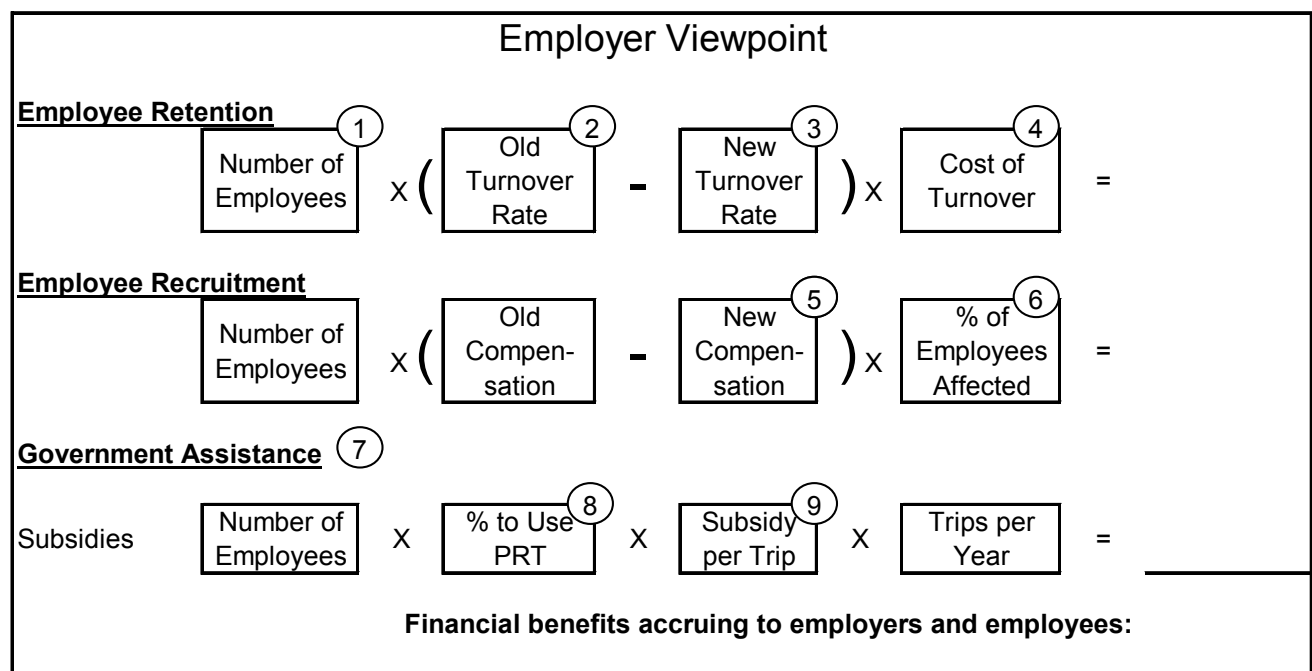 Employer Viewpoint
Employee Retention
1 2 3 4
Number of Employees X ( Old Turnover Rate - New Turnover Rate ) X Cost of Turnover =
Employee Recruitment
5 6
Number of Employees X ( Old Compen-sation - New Compen-sation ) X % of Employees Affected =
Government Assistance 7
8 9
Subsidies Number of Employees X % to Use PRT X Subsidy per Trip X Trips per Year =
Financial benefits accruing to employers and employees: